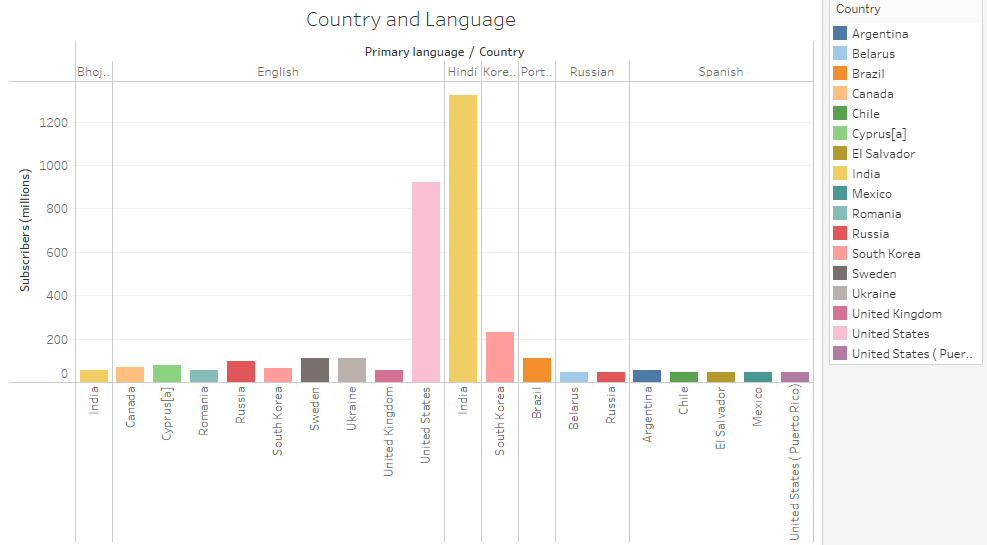 Country and Language
Primary language / Country
Bhoj..
English
Hindi
Kore..
Port..
Russian
Spanish
Subscribers (millions)
1200
1000
800
600
400
200
0
India
Canada
Cyprus[a]
Romania
Russia
South Korea
Sweden
Ukraine
United Kingdom
United States
India
South Korea
Brazil
Belarus
Russia
Argentina
Chile
El Salvador
Mexico
United States ( Puerto Rico)
Country
Argentina
Belarus
Brazil
Canada
Chile
Cyprus[a]
El Salvador
India
Mexico
Romania
Russia
South Korea
Sweden
Ukraine
United Kingdom
United States
United States ( Puer..